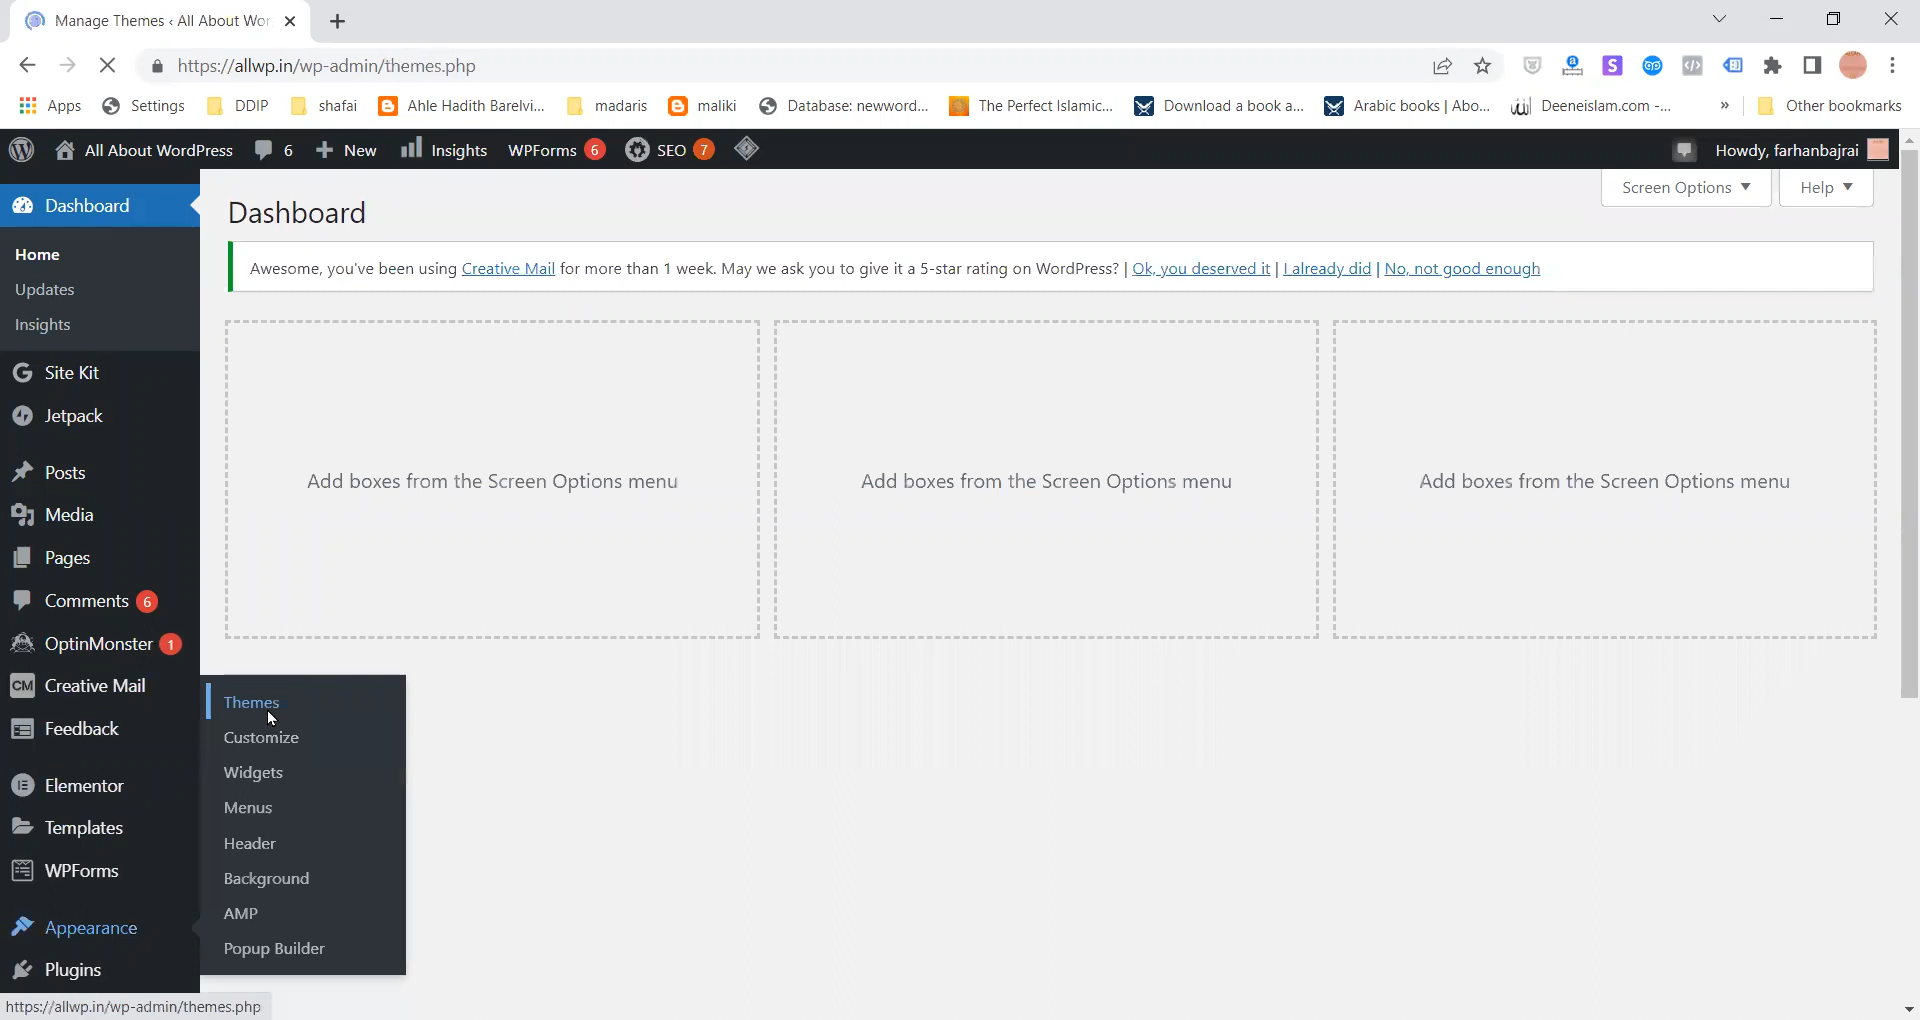 Manage Themes ‹ All About Wor
https://allwp.in/wp-admin/themes.php
Apps
Settings
DDIP
shafai
Ahle Hadith Barelvi...
madaris
maliki
Database: newword...
The Perfect Islamic...
Download a book a...
Arabic books | Abo...
Deeneislam.com -...
»
Other bookmarks
All About WordPress
6
New
Insights
WPForms 6
SEO 7
Howdy, farhanbajrai
Screen Options
Help
Dashboard
Home
Updates
Insights
Site Kit
Jetpack
Posts
Media
Pages
Comments 6
OptinMonster 1
CM Creative Mail
Feedback
Elementor
Templates
WPForms
Appearance
Plugins
Dashboard
Awesome, you've been using Creative Mail for more than 1 week. May we ask you to give it a 5-star rating on WordPress? | Ok, you deserved it | I already did | No, not good enough
Add boxes from the Screen Options menu
Add boxes from the Screen Options menu
Add boxes from the Screen Options menu
Themes
Customize
Widgets
Menus
Header
Background
AMP
Popup Builder
https://allwp.in/wp-admin/themes.php